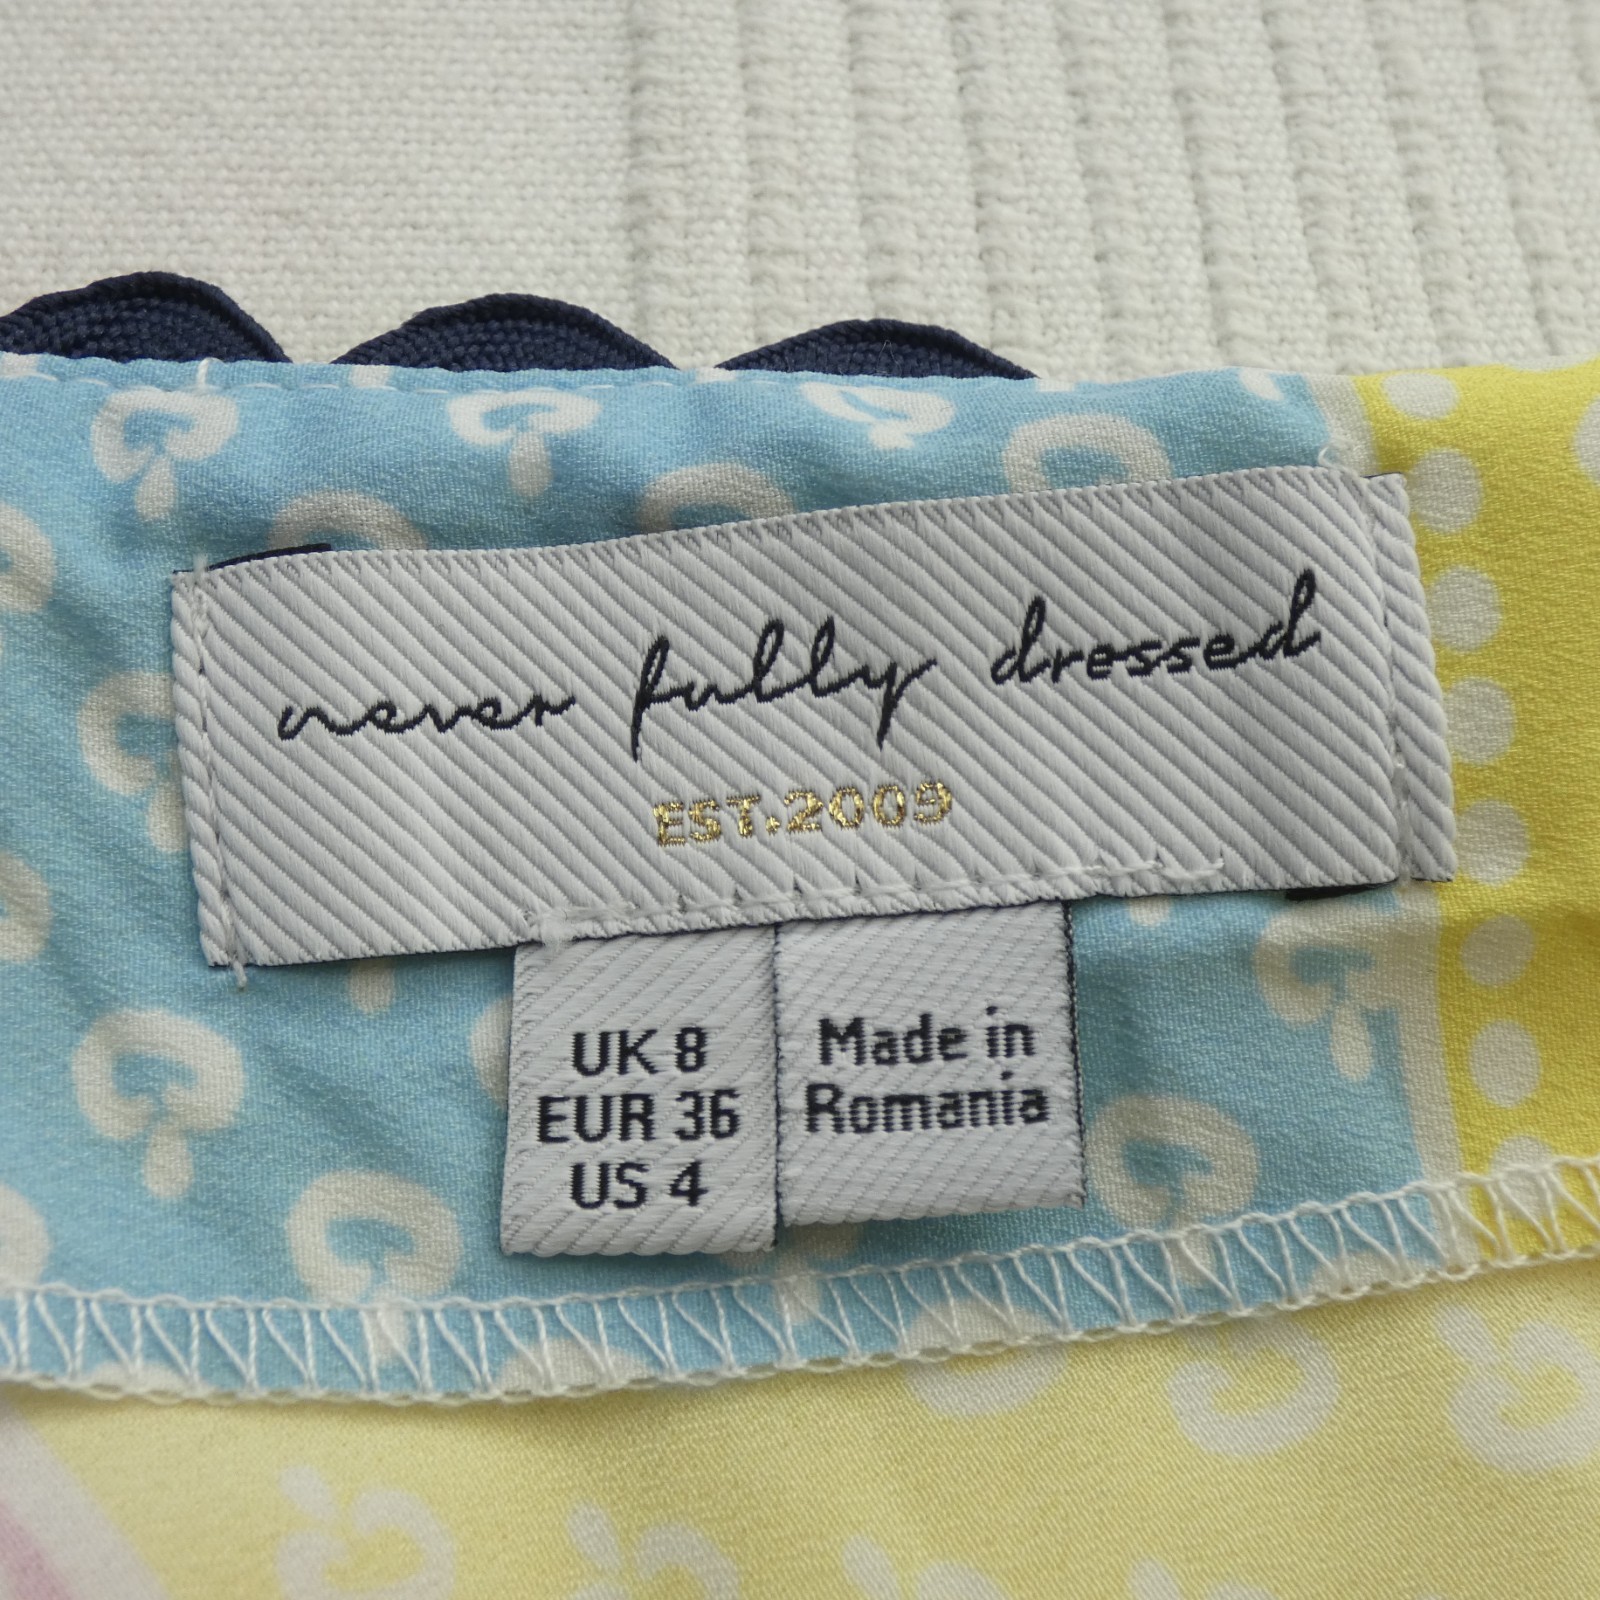 never fully dressed
EST.2009
UK 8
EUR 36
US 4
Made in
Romania